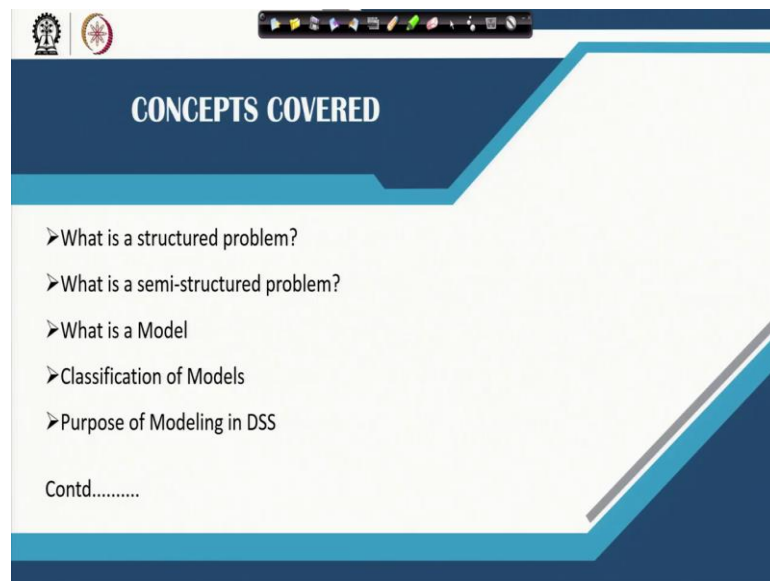 CONCEPTS COVERED
➢What is a structured problem?
➢What is a semi-structured problem?
➢What is a Model
➢Classification of Models
➢Purpose of Modeling in DSS
Contd..........